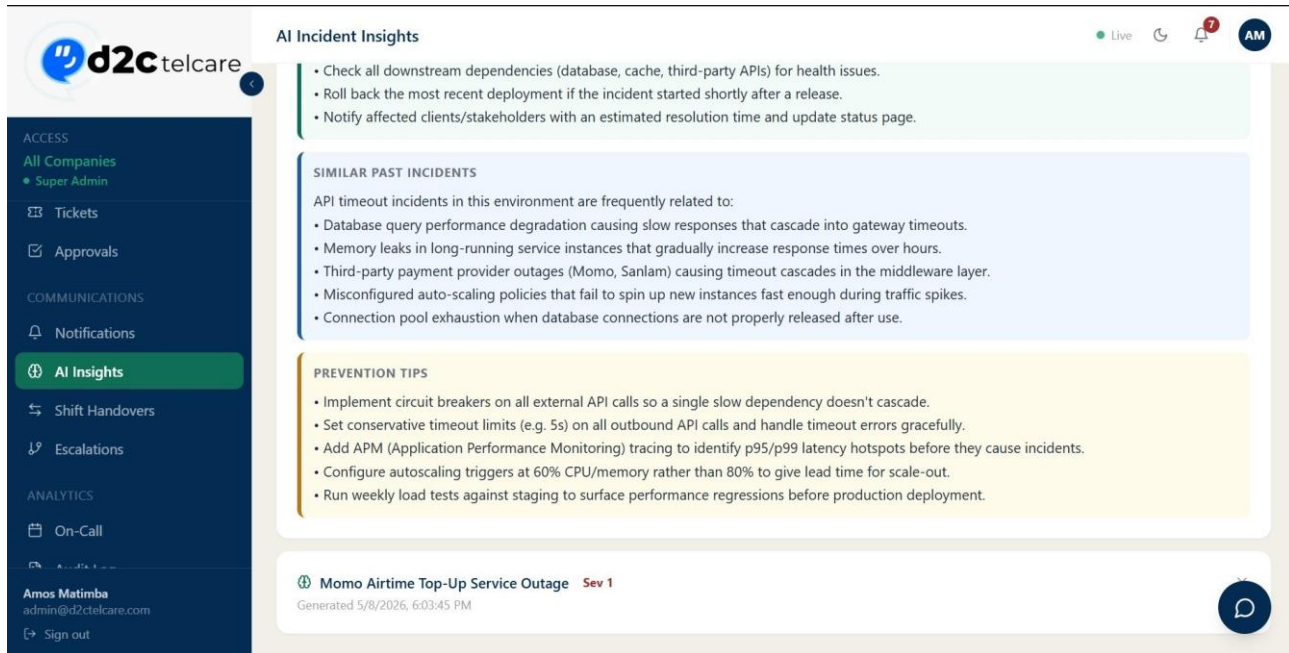 d2c telcare
ACCESS
All Companies
• Super Admin
Tickets
Approvals
COMMUNICATIONS
Notifications
AI Insights
Shift Handovers
Escalations
ANALYTICS
On-Call
Amos Matimba
admin@d2ctelcare.com
Sign out
AI Incident Insights
Live
7
AM
• Check all downstream dependencies (database, cache, third-party APIs) for health issues.
• Roll back the most recent deployment if the incident started shortly after a release.
• Notify affected clients/stakeholders with an estimated resolution time and update status page.
SIMILAR PAST INCIDENTS
API timeout incidents in this environment are frequently related to:
• Database query performance degradation causing slow responses that cascade into gateway timeouts.
• Memory leaks in long-running service instances that gradually increase response times over hours.
• Third-party payment provider outages (Momo, Sanlam) causing timeout cascades in the middleware layer.
• Misconfigured auto-scaling policies that fail to spin up new instances fast enough during traffic spikes.
• Connection pool exhaustion when database connections are not properly released after use.
PREVENTION TIPS
• Implement circuit breakers on all external API calls so a single slow dependency doesn't cascade.
• Set conservative timeout limits (e.g. 5s) on all outbound API calls and handle timeout errors gracefully.
• Add APM (Application Performance Monitoring) tracing to identify p95/p99 latency hotspots before they cause incidents.
• Configure autoscaling triggers at 60% CPU/memory rather than 80% to give lead time for scale-out.
• Run weekly load tests against staging to surface performance regressions before production deployment.
Momo Airtime Top-Up Service Outage Sev 1
Generated 5/8/2026, 6:03:45 PM